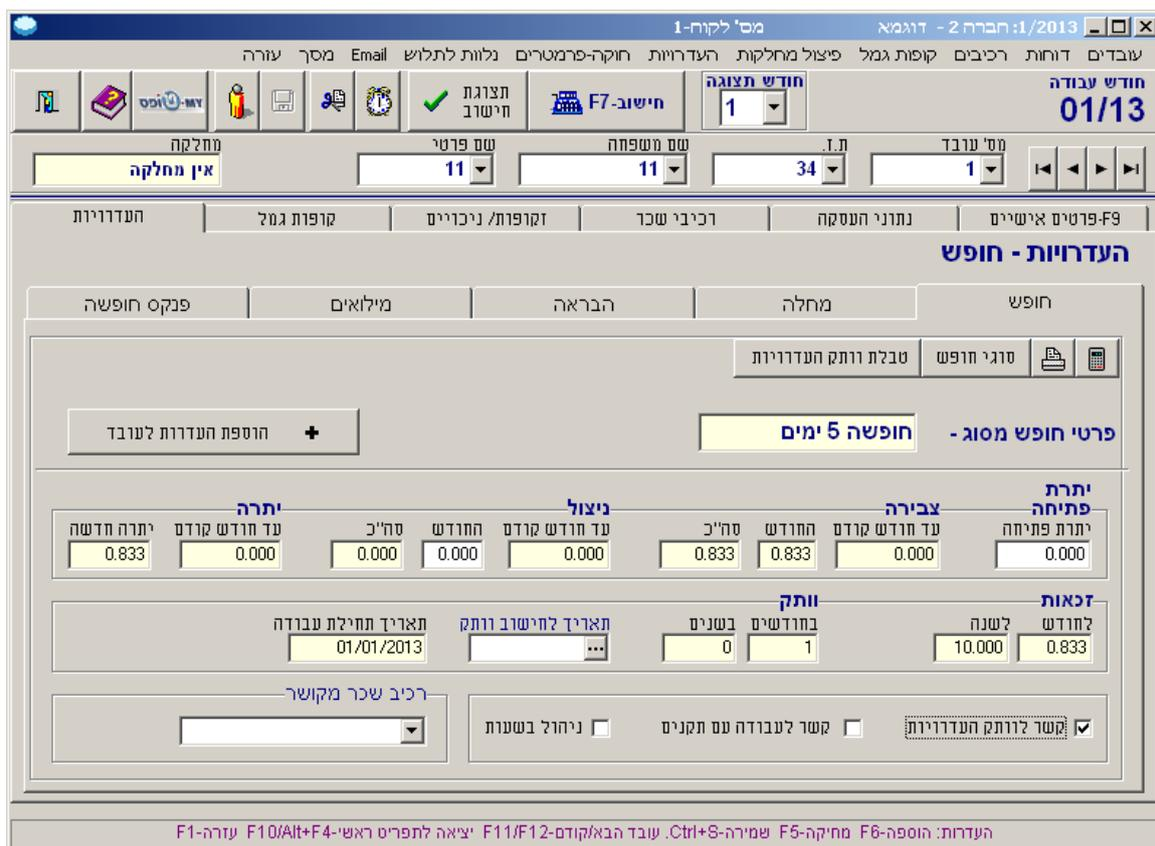 1/2013: חברה 2 - דוגמא מס' לקוח-1
עובדים דוחות רכיבים קופות גמל פיצול מחלקות העדרויות חוקה-פרמטרים נלוות לתלוש Email מסך עזרה
חודש עבודה
01/13
חודש תצוגה
1
חישוב-F7
תצוגת חישוב
מס' עובד ת.ז. שם משפחה שם פרטי מחלקה
1 34 11 11 אין מחלקה
F9-פרטים אישיים נתוני העסקה רכיבי שכר זקופות/ ניכויים קופות גמל העדרויות
העדרויות - חופש
חופש מחלה הבראה מילואים פנקס חופשה
סוגי חופש טבלת וותק העדרויות
פרטי חופש מסוג - חופשה 5 ימים
הוספת העדרות לעובד
יתרת פתיחה צבירה ניצול יתרה
יתרת פתיחה עד חודש קודם החודש סה''כ עד חודש קודם החודש סה''כ עד חודש קודם יתרה חדשה
0.000 0.000 0.833 0.833 0.000 0.000 0.000 0.000 0.833
זכאות וותק
לחודש לשנה בחודשים בשנים תאריך לחישוב וותק תאריך תחילת עבודה
0.833 10.000 1 0 ... 01/01/2013
רכיב שכר מקושר
קשר לוותק העדרויות קשר לעבודה עם תקנים ניהול בשעות
העדרות: הוספה-F6 מחיקה-F5 שמירה-Ctrl+S. עובד הבא/קודם-F11/F12 יציאה לתפריט ראשי-F10/Alt+F4 עזרה-F1